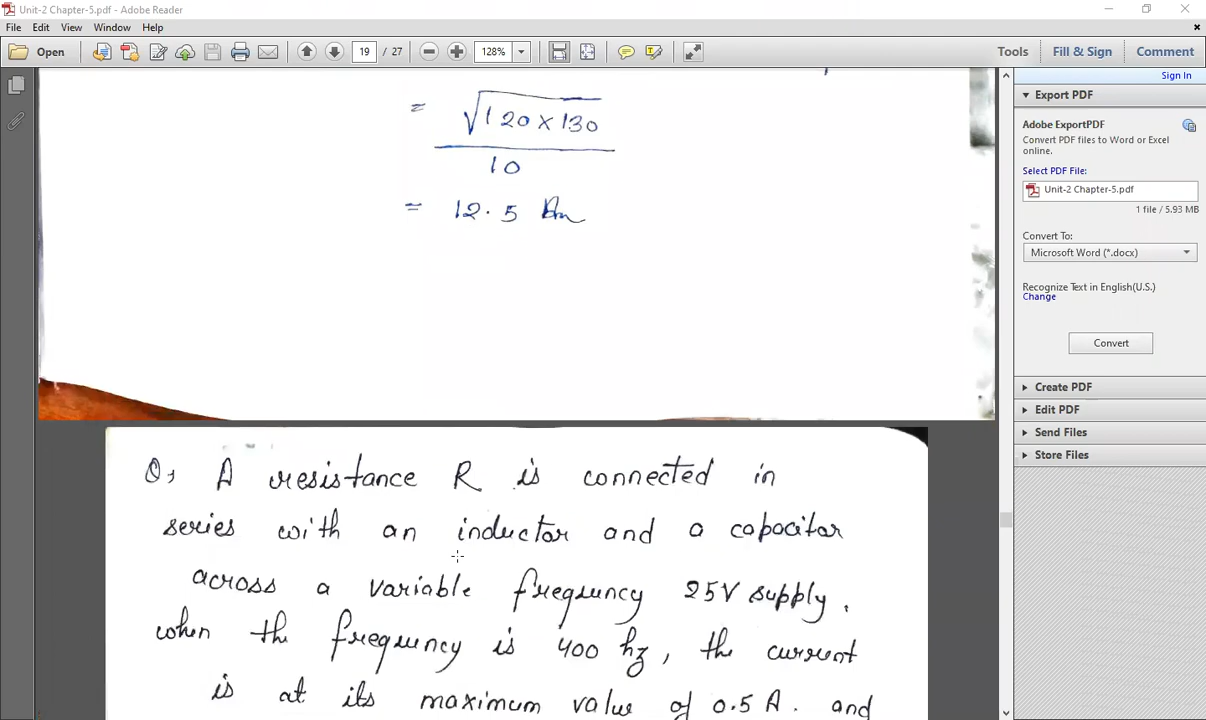 Unit-2 Chapter-5.pdf - Adobe Reader
File Edit View Window Help
Open 19 / 27 128% Tools Fill & Sign Comment
Sign In
Export PDF
Adobe ExportPDF
Convert PDF files to Word or Excel
online.
Select PDF File:
Unit-2 Chapter-5.pdf
1 file / 5.93 MB
Convert To:
Microsoft Word (*.docx)
Recognize Text in English(U.S.)
Change
Convert
Create PDF
Edit PDF
Send Files
Store Files
= √120 × 130
10
= 12.5 Km
Q, A resistance R is connected in
series with an inductor and a capacitor
across a variable frequency 25V supply.
when the frequency is 400 hz, the current
is at its maximum value of 0.5 A. and